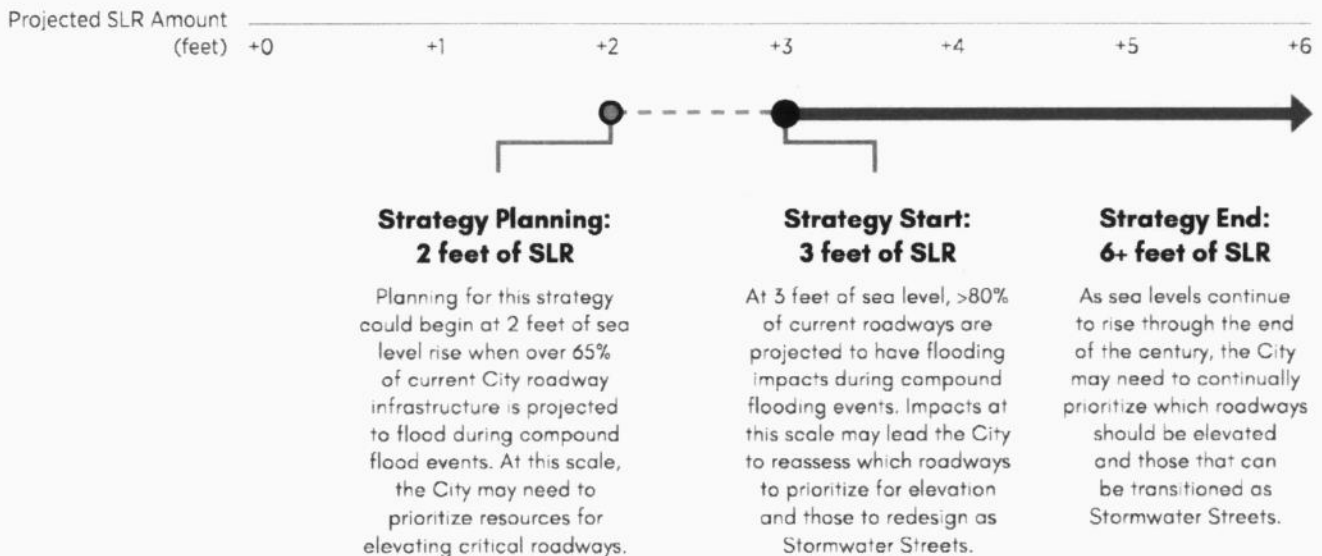 Projected SLR Amount
(feet) +0 +1 +2 +3 +4 +5 +6
Strategy Planning:
2 feet of SLR
Planning for this strategy
could begin at 2 feet of sea
level rise when over 65%
of current City roadway
infrastructure is projected
to flood during compound
flood events. At this scale,
the City may need to
prioritize resources for
elevating critical roadways.
Strategy Start:
3 feet of SLR
At 3 feet of sea level, >80%
of current roadways are
projected to have flooding
impacts during compound
flooding events. Impacts at
this scale may lead the City
to reassess which roadways
to prioritize for elevation
and those to redesign as
Stormwater Streets.
Strategy End:
6+ feet of SLR
As sea levels continue
to rise through the end
of the century, the City
may need to continually
prioritize which roadways
should be elevated
and those that can
be transitioned as
Stormwater Streets.